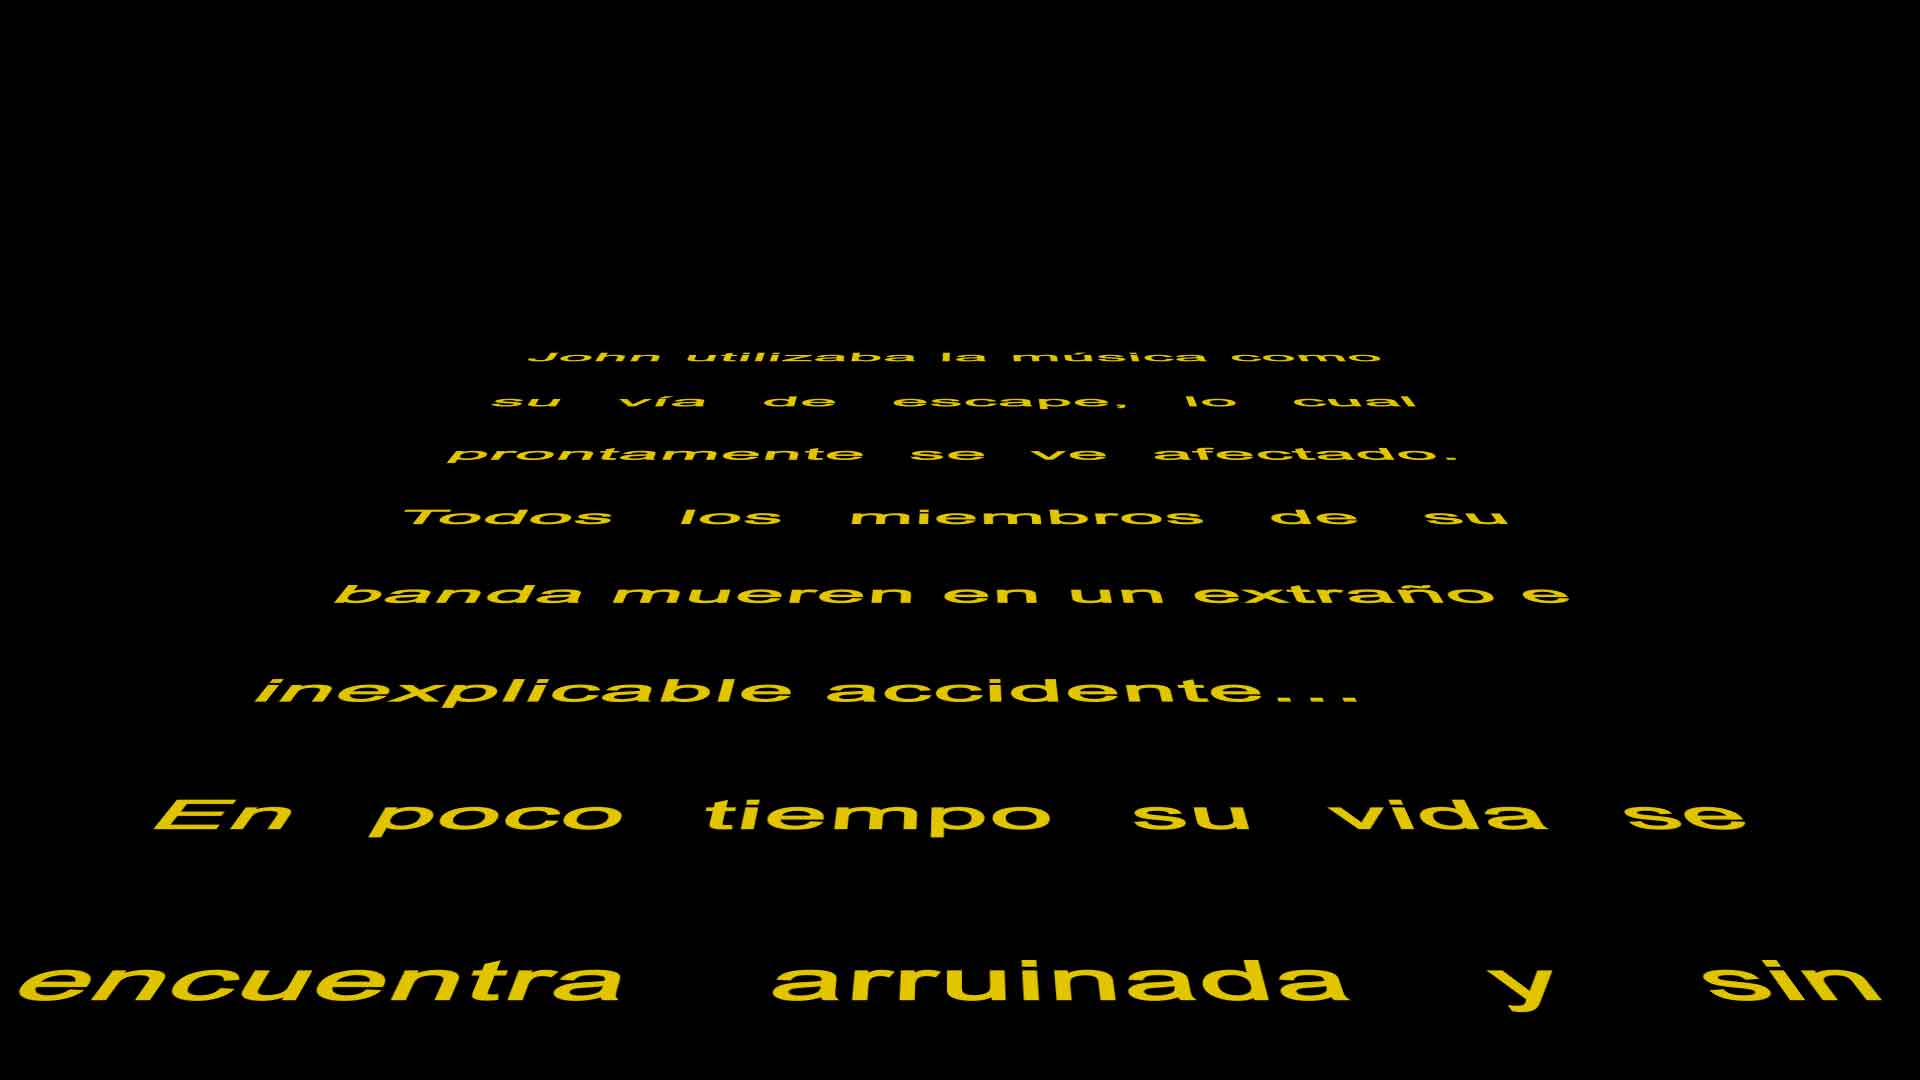 John utilizaba la música como
su vía de escape, lo cual
prontamente se ve afectado.
Todos los miembros de su
banda mueren en un extraño e
inexplicable accidente...
En poco tiempo su vida se
encuentra arruinada y sin